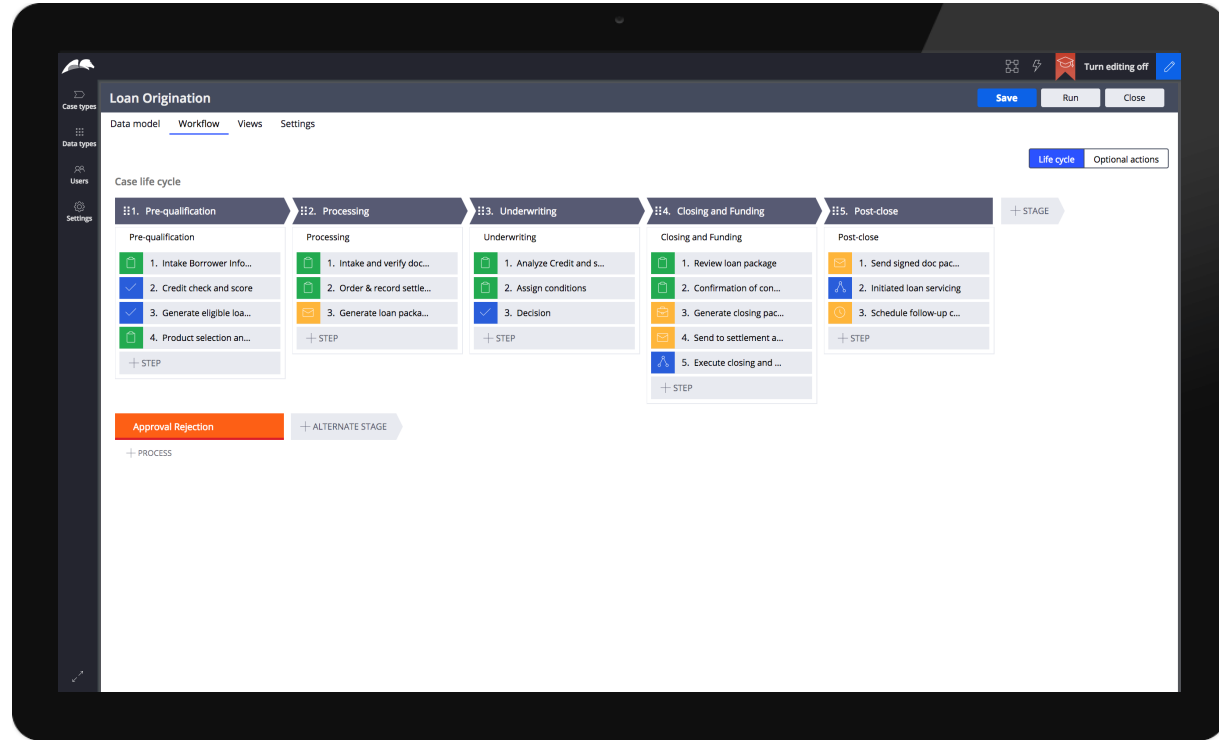 Turn editing off
Case types
Data types
Users
Settings
Loan Origination
Save
Run
Close
Data model
Workflow
Views
Settings
Life cycle
Optional actions
Case life cycle
1. Pre-qualification
2. Processing
3. Underwriting
4. Closing and Funding
5. Post-close
+ STAGE
Pre-qualification
1. Intake Borrower Info...
2. Credit check and score
3. Generate eligible loa...
4. Product selection an...
+ STEP
Processing
1. Intake and verify doc...
2. Order & record settle...
3. Generate loan packa...
+ STEP
Underwriting
1. Analyze Credit and s...
2. Assign conditions
3. Decision
+ STEP
Closing and Funding
1. Review loan package
2. Confirmation of con...
3. Generate closing pac...
4. Send to settlement a...
5. Execute closing and ...
+ STEP
Post-close
1. Send signed doc pac...
2. Initiated loan servicing
3. Schedule follow-up c...
+ STEP
Approval Rejection
+ ALTERNATE STAGE
+ PROCESS